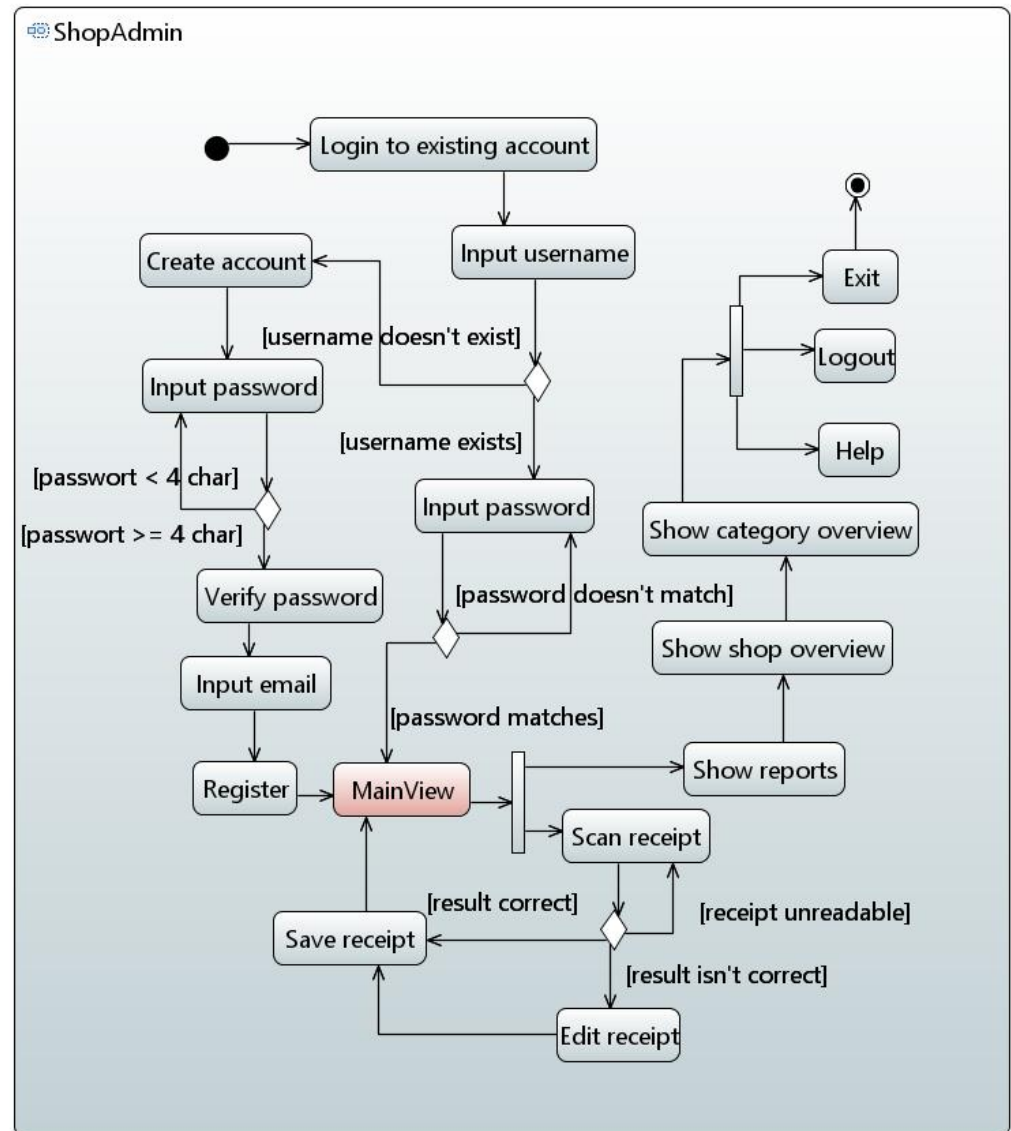 ShopAdmin
Login to existing account
Input username
Create account
Exit
[username doesn't exist]
Logout
Input password
[username exists]
Help
[passwort < 4 char]
Input password
Show category overview
[passwort >= 4 char]
Verify password
[password doesn't match]
Show shop overview
Input email
[password matches]
Register
MainView
Show reports
Scan receipt
[result correct]
[receipt unreadable]
Save receipt
[result isn't correct]
Edit receipt